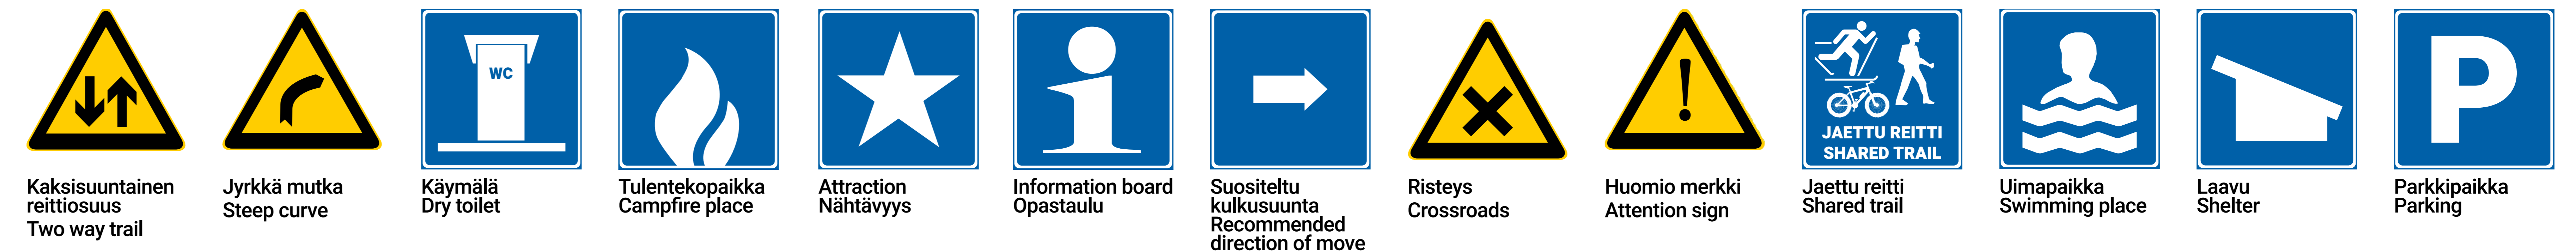 Kaksisuuntainen
reittiosuus
Two way trail
Jyrkkä mutka
Steep curve
WC
Käymälä
Dry toilet
Tulentekopaikka
Campfire place
Attraction
Nähtävyys
Information board
Opastaulu
Suositeltu
kulkusuunta
Recommended
direction of move
Risteys
Crossroads
!
Huomio merkki
Attention sign
JAETTU REITTI
SHARED TRAIL
Jaettu reitti
Shared trail
Uimapaikka
Swimming place
Laavu
Shelter
P
Parkkipaikka
Parking